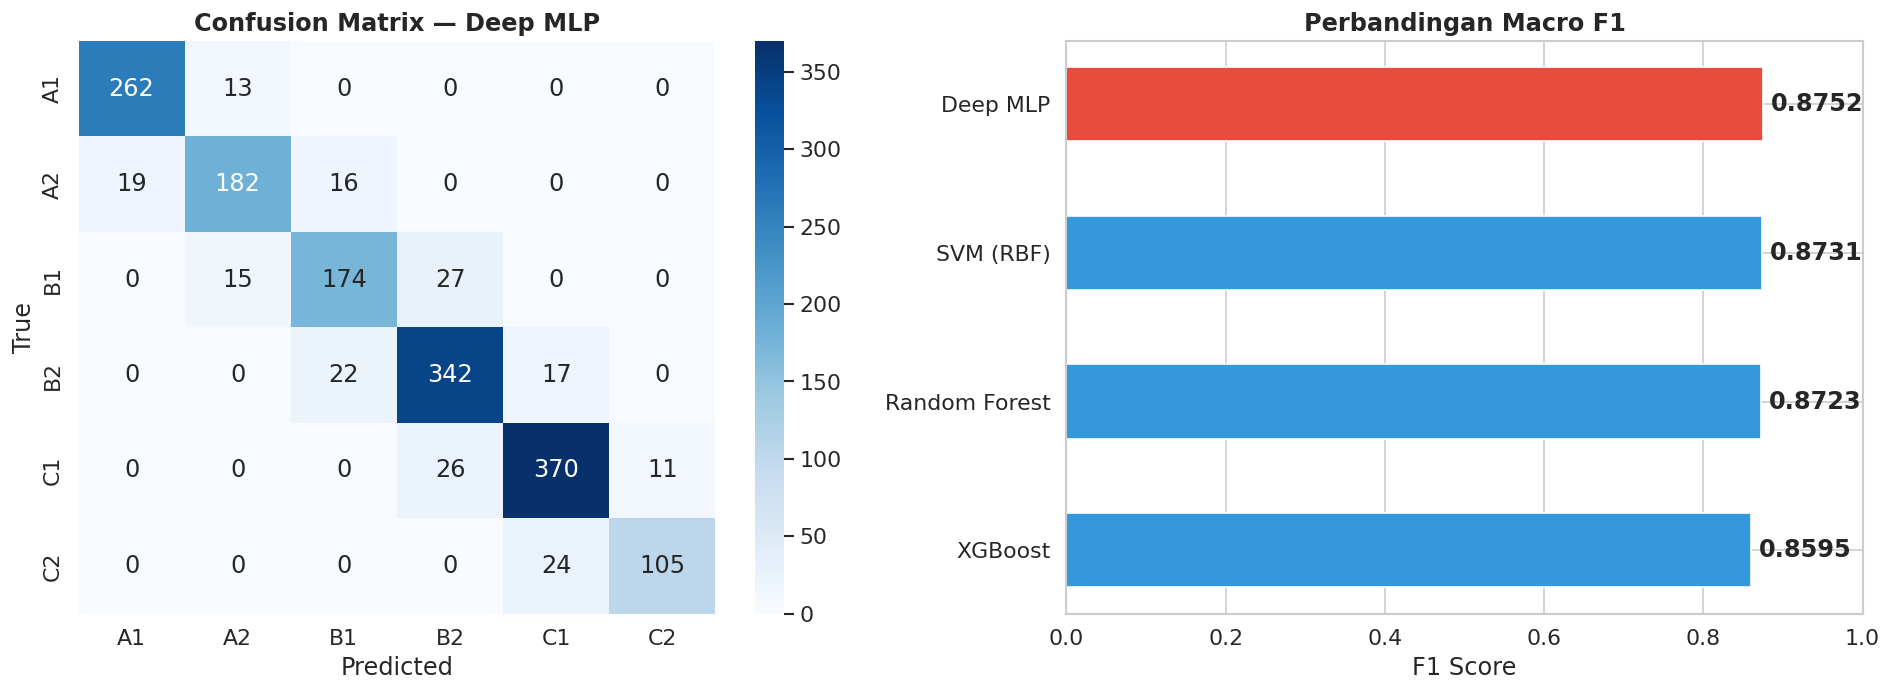 Confusion Matrix — Deep MLP
True
A1 262 13 0 0 0 0
A2 19 182 16 0 0 0
B1 0 15 174 27 0 0
B2 0 0 22 342 17 0
C1 0 0 0 26 370 11
C2 0 0 0 0 24 105
A1 A2 B1 B2 C1 C2
Predicted
350
300
250
200
150
100
50
0
Perbandingan Macro F1
Deep MLP 0.8752
SVM (RBF) 0.8731
Random Forest 0.8723
XGBoost 0.8595
0.0 0.2 0.4 0.6 0.8 1.0
F1 Score